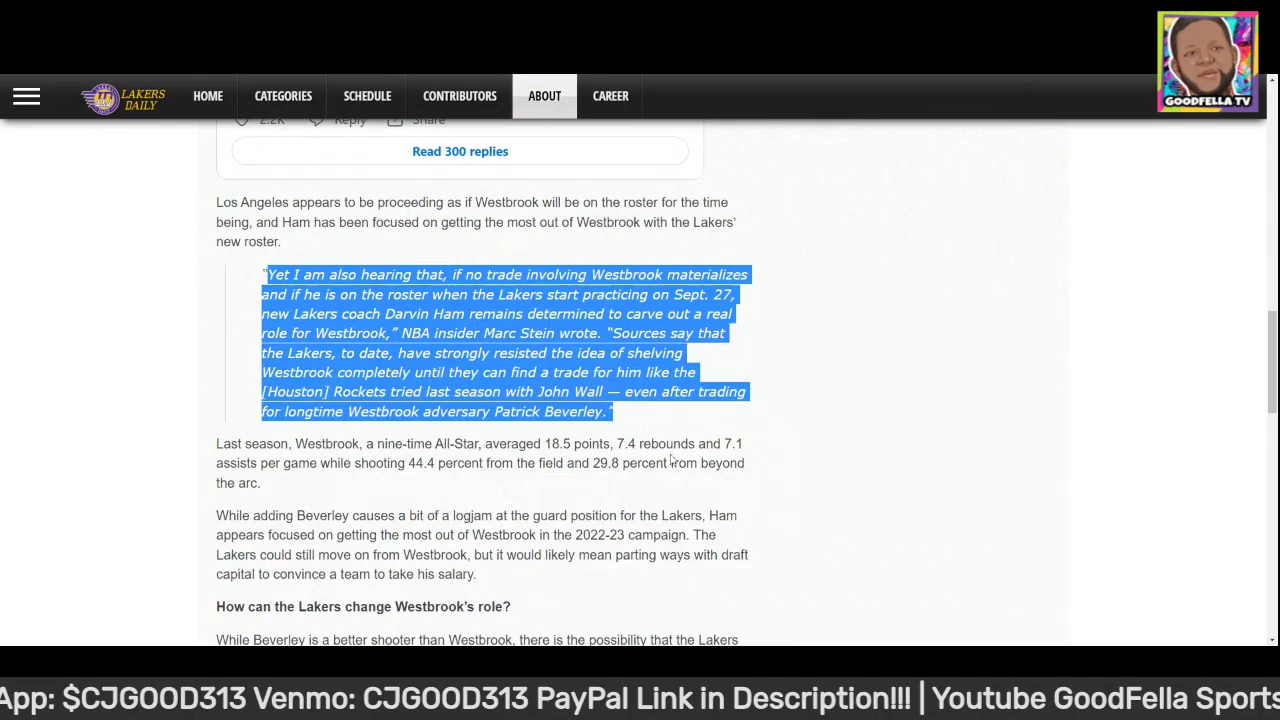 GOODFELLA TV
LAKERS
DAILY
HOME
CATEGORIES
SCHEDULE
CONTRIBUTORS
ABOUT
CAREER
2.2K
Reply
Share
Read 300 replies
Los Angeles appears to be proceeding as if Westbrook will be on the roster for the time
being, and Ham has been focused on getting the most out of Westbrook with the Lakers’
new roster.
“Yet I am also hearing that, if no trade involving Westbrook materializes
and if he is on the roster when the Lakers start practicing on Sept. 27,
new Lakers coach Darvin Ham remains determined to carve out a real
role for Westbrook,” NBA insider Marc Stein wrote. “Sources say that
the Lakers, to date, have strongly resisted the idea of shelving
Westbrook completely until they can find a trade for him like the
[Houston] Rockets tried last season with John Wall — even after trading
for longtime Westbrook adversary Patrick Beverley.”
Last season, Westbrook, a nine-time All-Star, averaged 18.5 points, 7.4 rebounds and 7.1
assists per game while shooting 44.4 percent from the field and 29.8 percent from beyond
the arc.
While adding Beverley causes a bit of a logjam at the guard position for the Lakers, Ham
appears focused on getting the most out of Westbrook in the 2022-23 campaign. The
Lakers could still move on from Westbrook, but it would likely mean parting ways with draft
capital to convince a team to take his salary.
How can the Lakers change Westbrook’s role?
While Beverley is a better shooter than Westbrook, there is the possibility that the Lakers
App: $CJGOOD313 Venmo: CJGOOD313 PayPal Link in Description!!! | Youtube GoodFella Sports